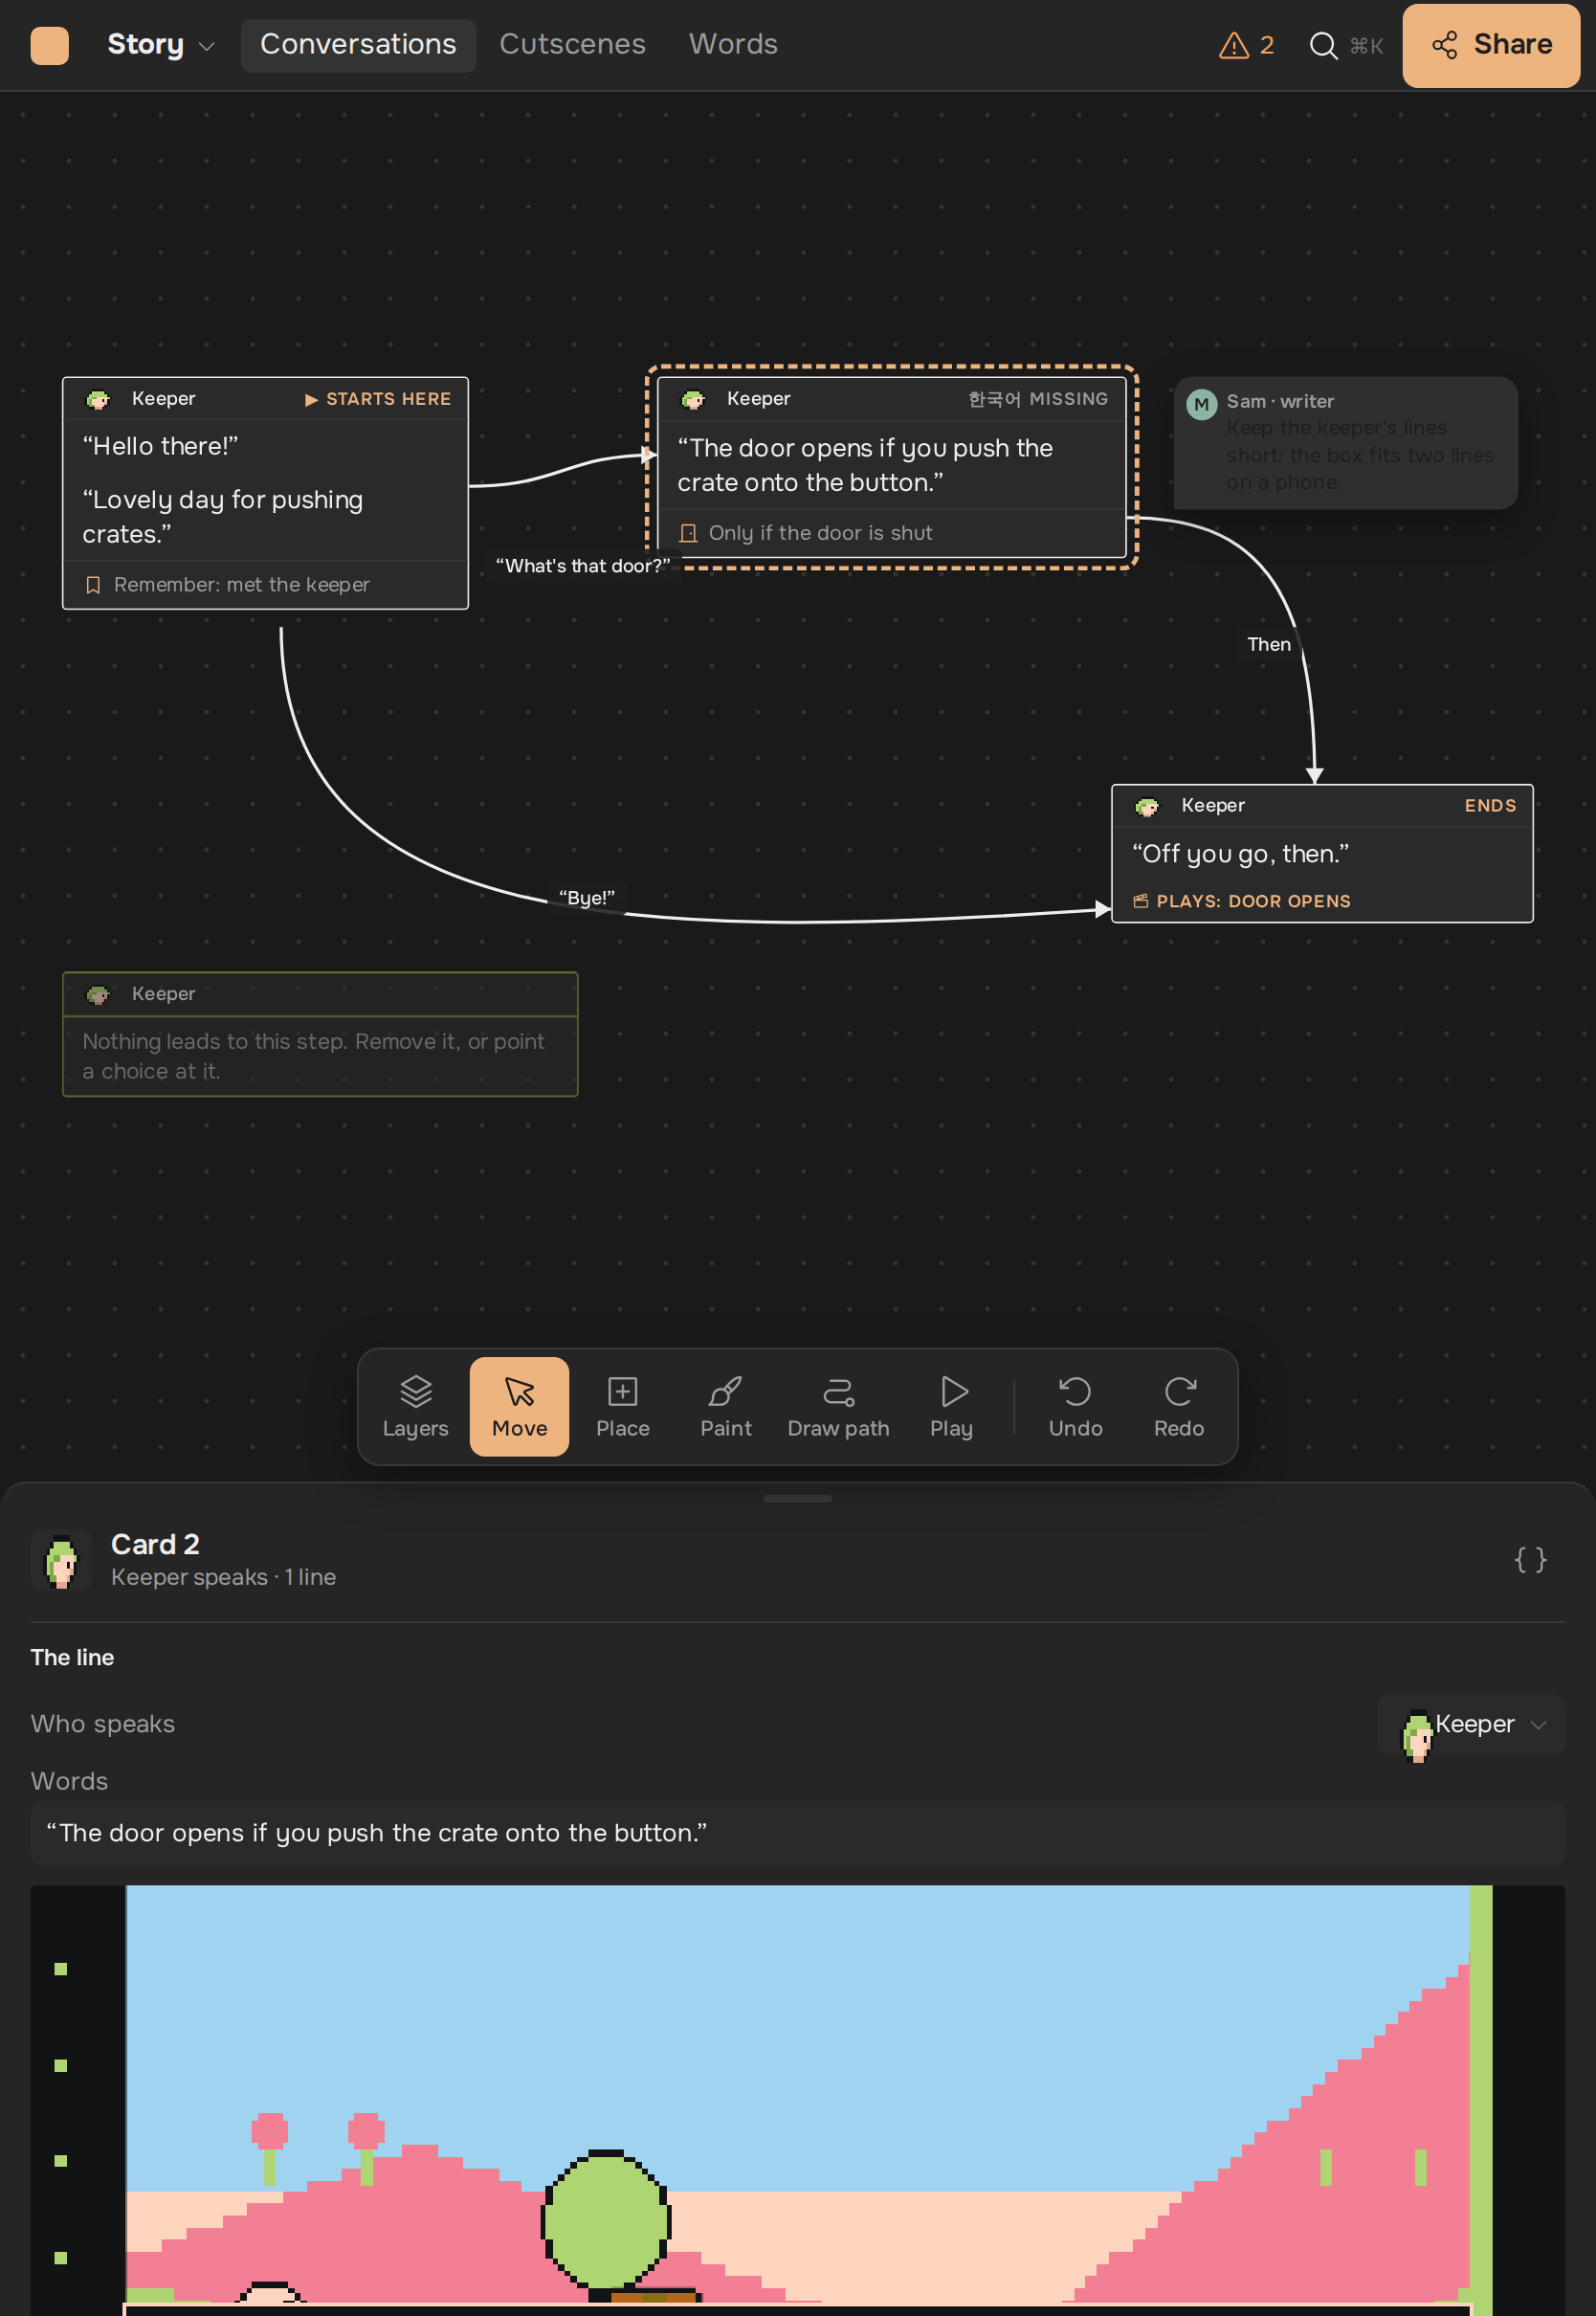 Story
Conversations
Cutscenes
Words
2
⌘K
Share
Keeper
▶ STARTS HERE
“Hello there!”
“Lovely day for pushing
crates.”
Remember: met the keeper
“What's that door?”
Keeper
한국어 MISSING
“The door opens if you push the
crate onto the button.”
Only if the door is shut
M
Sam · writer
Keep the keeper's lines
short: the box fits two lines
on a phone.
Then
Keeper
ENDS
“Off you go, then.”
PLAYS: DOOR OPENS
“Bye!”
Keeper
Nothing leads to this step. Remove it, or point
a choice at it.
Layers
Move
Place
Paint
Draw path
Play
Undo
Redo
Card 2
Keeper speaks · 1 line
{ }
The line
Who speaks
Keeper
Words
“The door opens if you push the crate onto the button.”